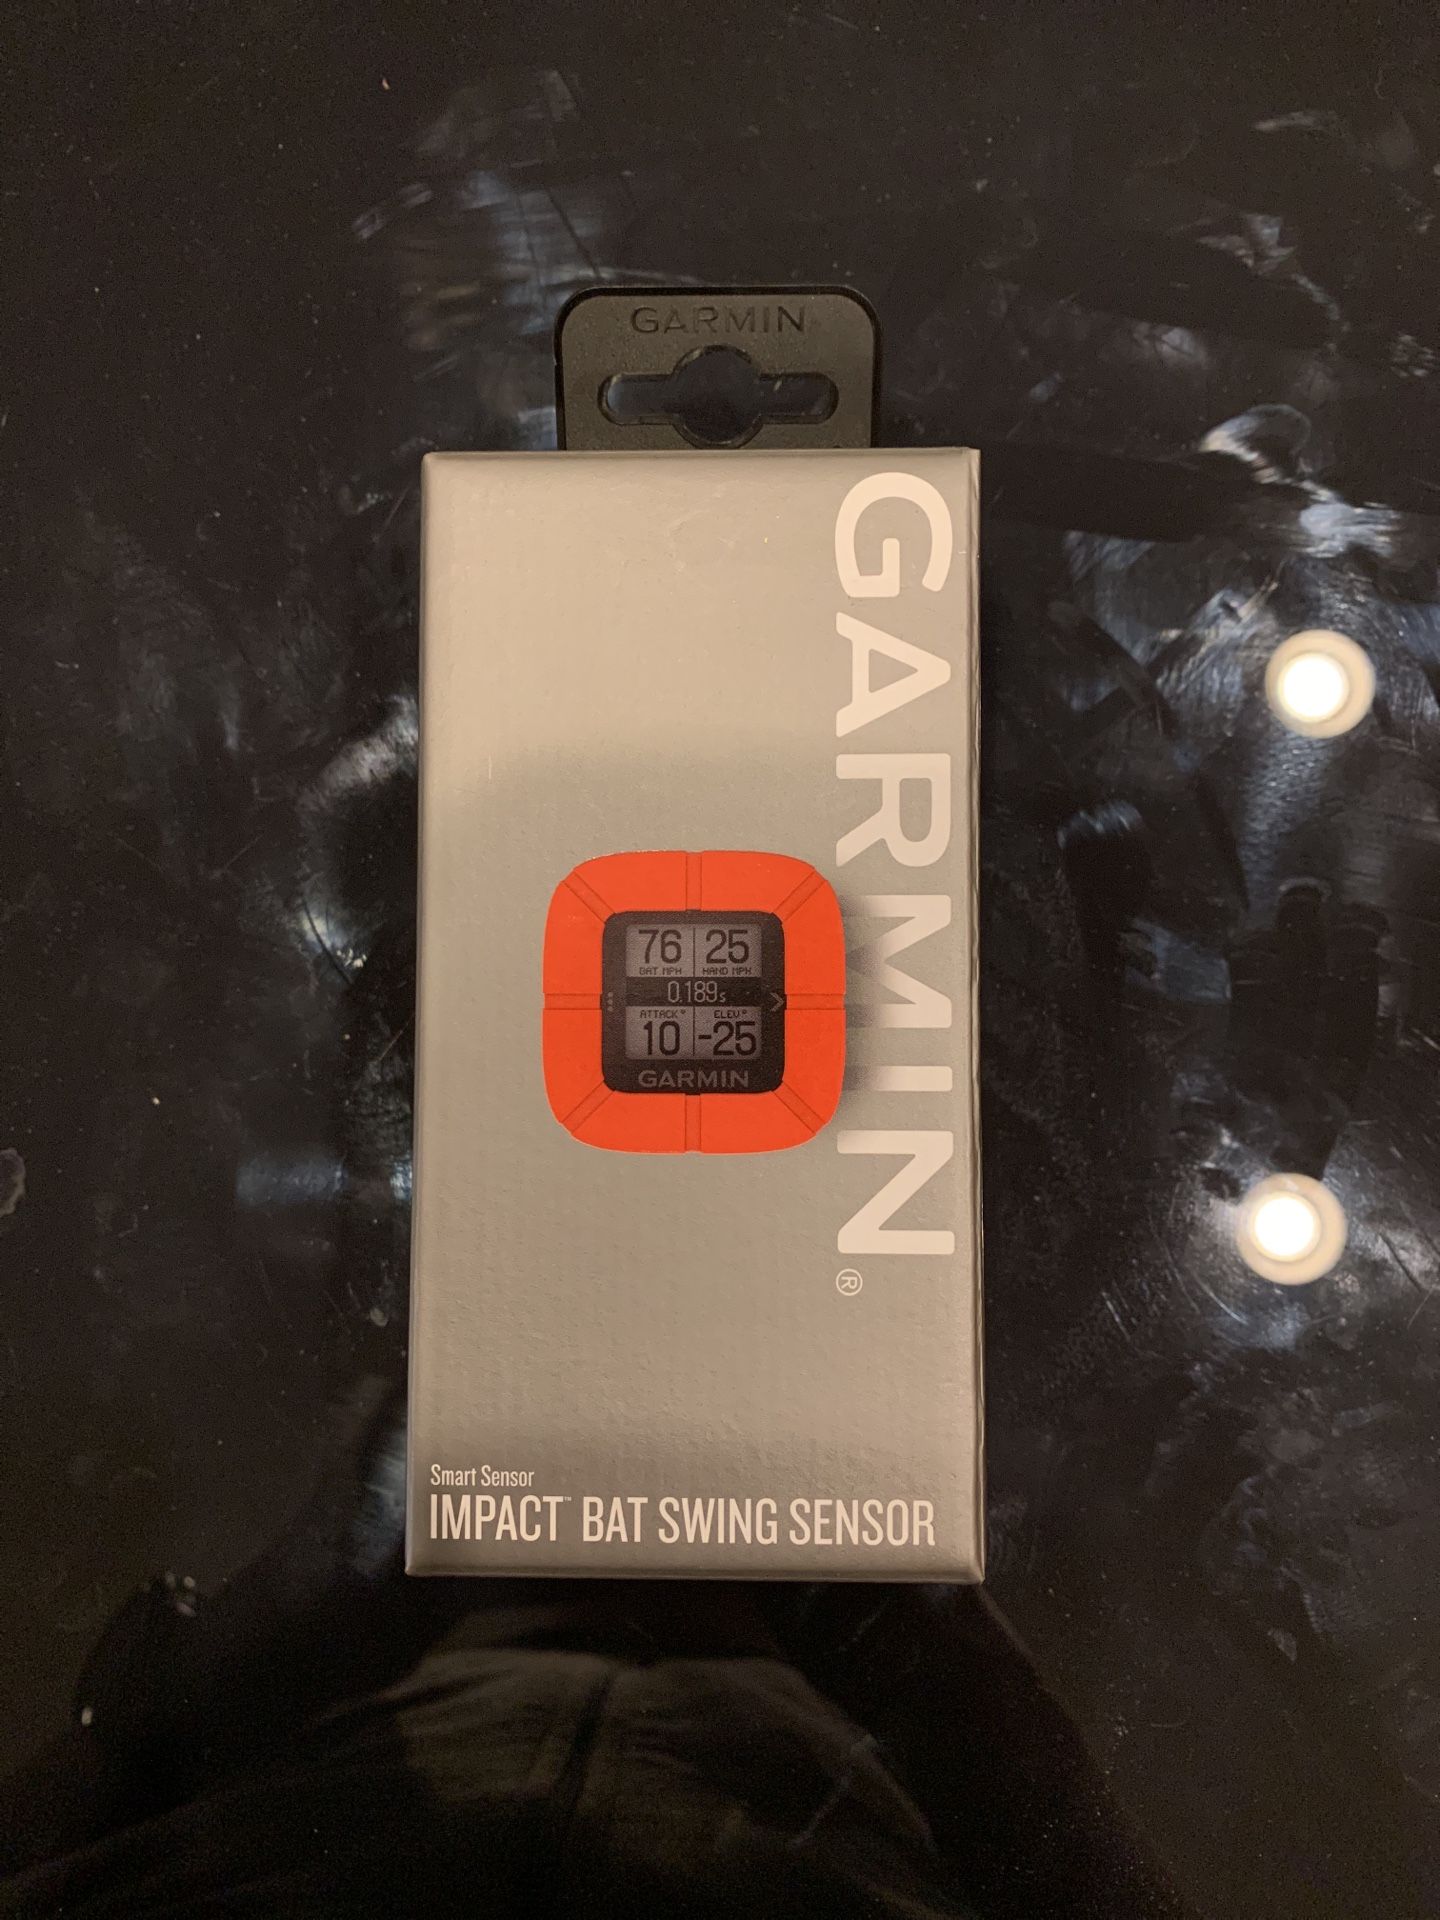 GARMIN
GARMIN®
76 25
BAT MPH HAND MPH
0.189s
ATTACK° ELEV°
10 -25
GARMIN
Smart Sensor
IMPACT™ BAT SWING SENSOR